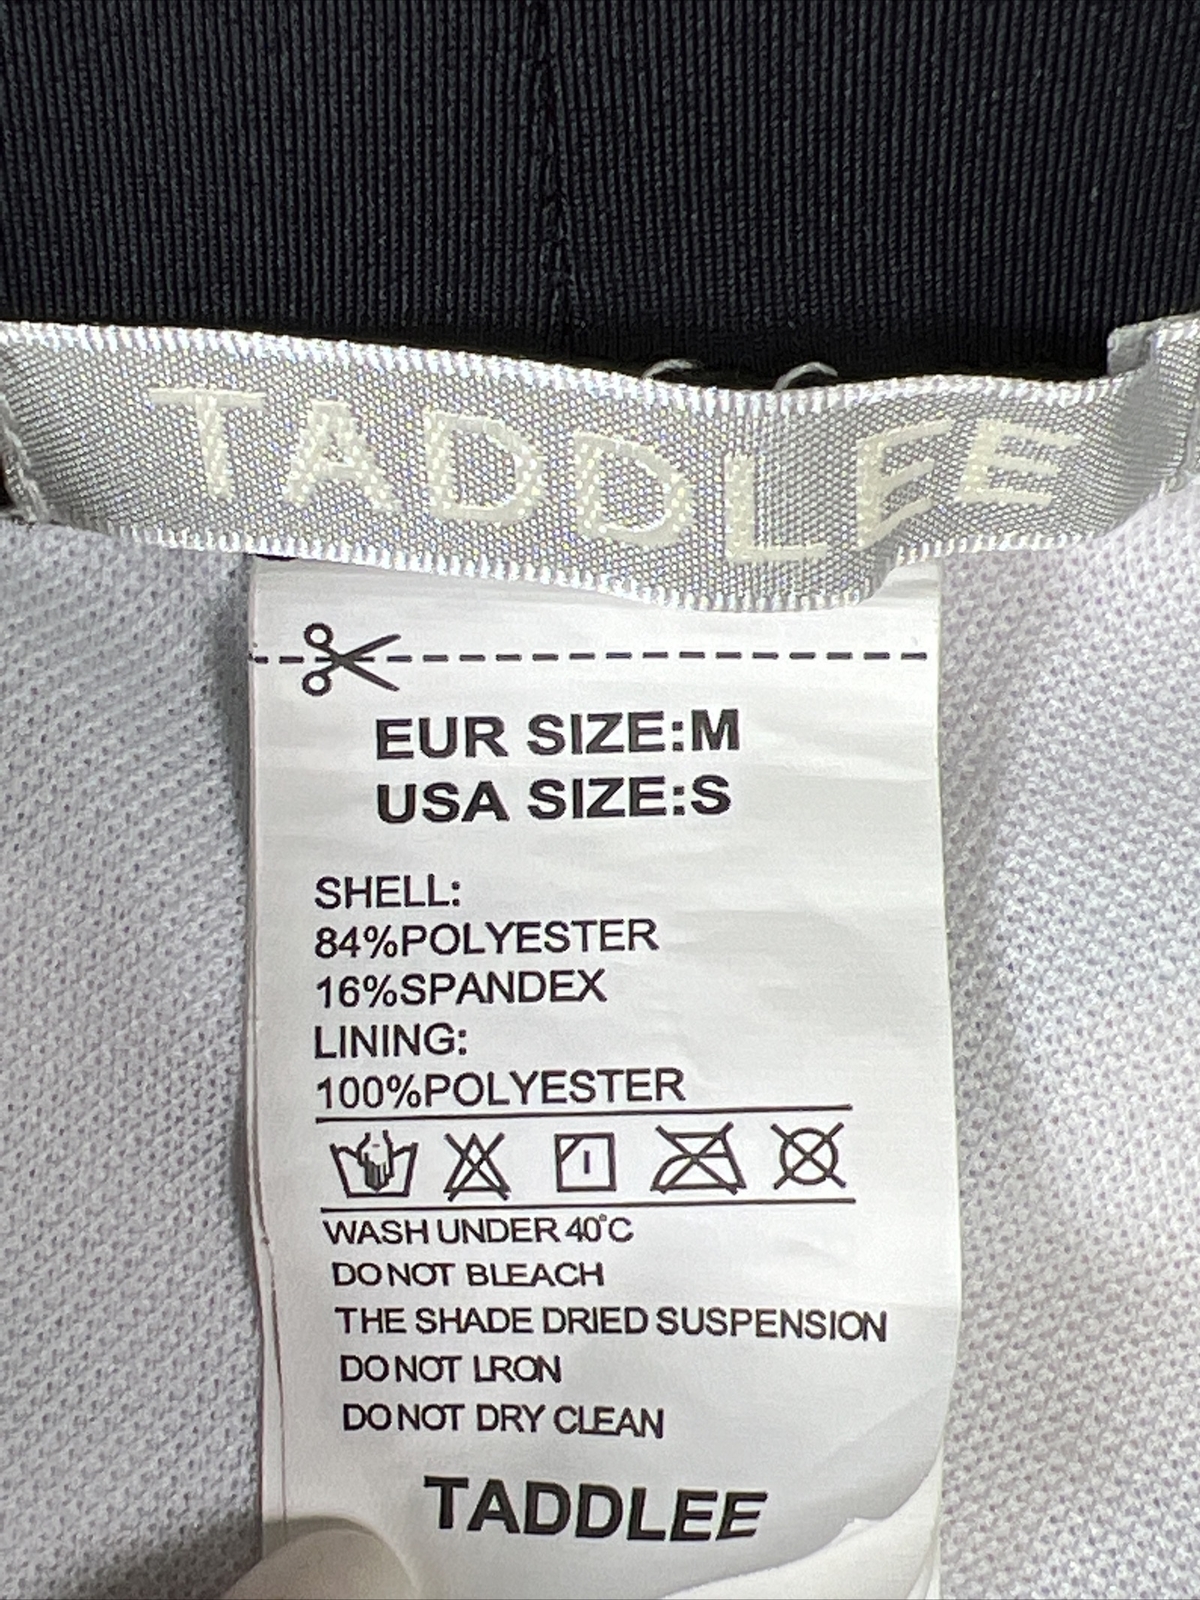 TADDLEE
EUR SIZE:M
USA SIZE:S
SHELL:
84%POLYESTER
16%SPANDEX
LINING:
100%POLYESTER
WASH UNDER 40°C
DO NOT BLEACH
THE SHADE DRIED SUSPENSION
DO NOT LRON
DO NOT DRY CLEAN
TADDLEE